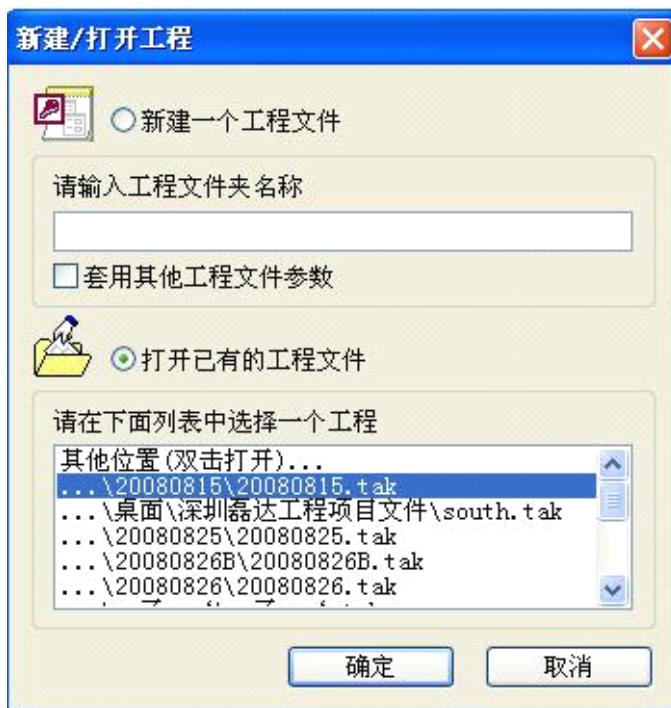 新建/打开工程
新建一个工程文件
请输入工程文件夹名称
套用其他工程文件参数
打开已有的工程文件
请在下面列表中选择一个工程
其他位置(双击打开)...
...\20080815\20080815.tak
...\桌面\深圳磊达工程项目文件\south.tak
...\20080825\20080825.tak
...\20080826B\20080826B.tak
...\20080826\20080826.tak
确定 取消